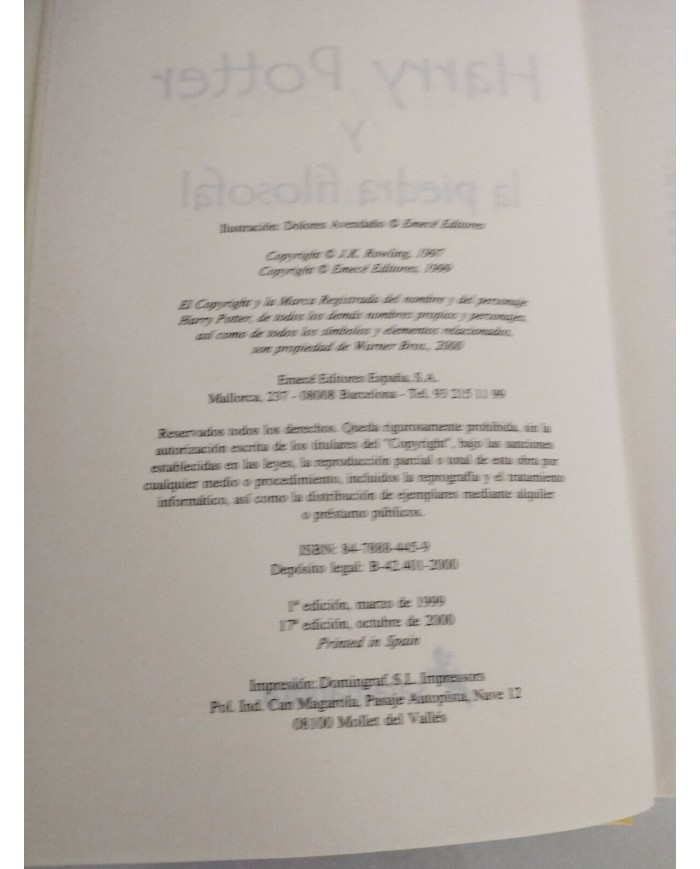 Harry Potter
y
la piedra filosofal
Ilustración: Dolores Avendaño © Emecé Editores
Copyright © J.K. Rowling, 1997
Copyright © Emecé Editores, 1999
El Copyright y la Marca Registrada del nombre y del personaje
Harry Potter, de todos los demás nombres propios y personajes,
así como de todos los símbolos y elementos relacionados,
son propiedad de Warner Bros., 2000
Emecé Editores España, S.A.
Mallorca, 237 - 08008 Barcelona - Tel. 93 215 11 99
Reservados todos los derechos. Queda rigurosamente prohibida, sin la
autorización escrita de los titulares del "Copyright", bajo las sanciones
establecidas en las leyes, la reproducción parcial o total de esta obra por
cualquier medio o procedimiento, incluidos la reprografía y el tratamiento
informático, así como la distribución de ejemplares mediante alquiler
o préstamo públicos.
ISBN: 84-7888-445-9
Depósito legal: B-42.410-2000
1ª edición, marzo de 1999
17ª edición, octubre de 2000
Printed in Spain
Impresión: Domingraf, S.L. Impressors
Pol. Ind. Can Magarola, Pasaje Autopista, Nave 12
08100 Mollet del Vallés